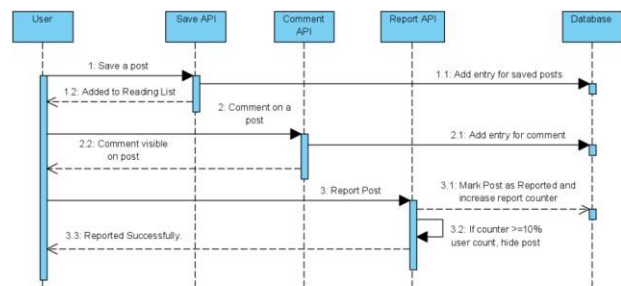 User
Save API
Comment
API
Report API
Database
1: Save a post
1.1: Add entry for saved posts
1.2: Added to Reading List
2: Comment on a
post
2.1: Add entry for comment
2.2: Comment visible
on post
3. Report Post
3.1: Mark Post as Reported and
increase report counter
3.2: If counter >=10%
user count, hide post
3.3: Reported Successfully.